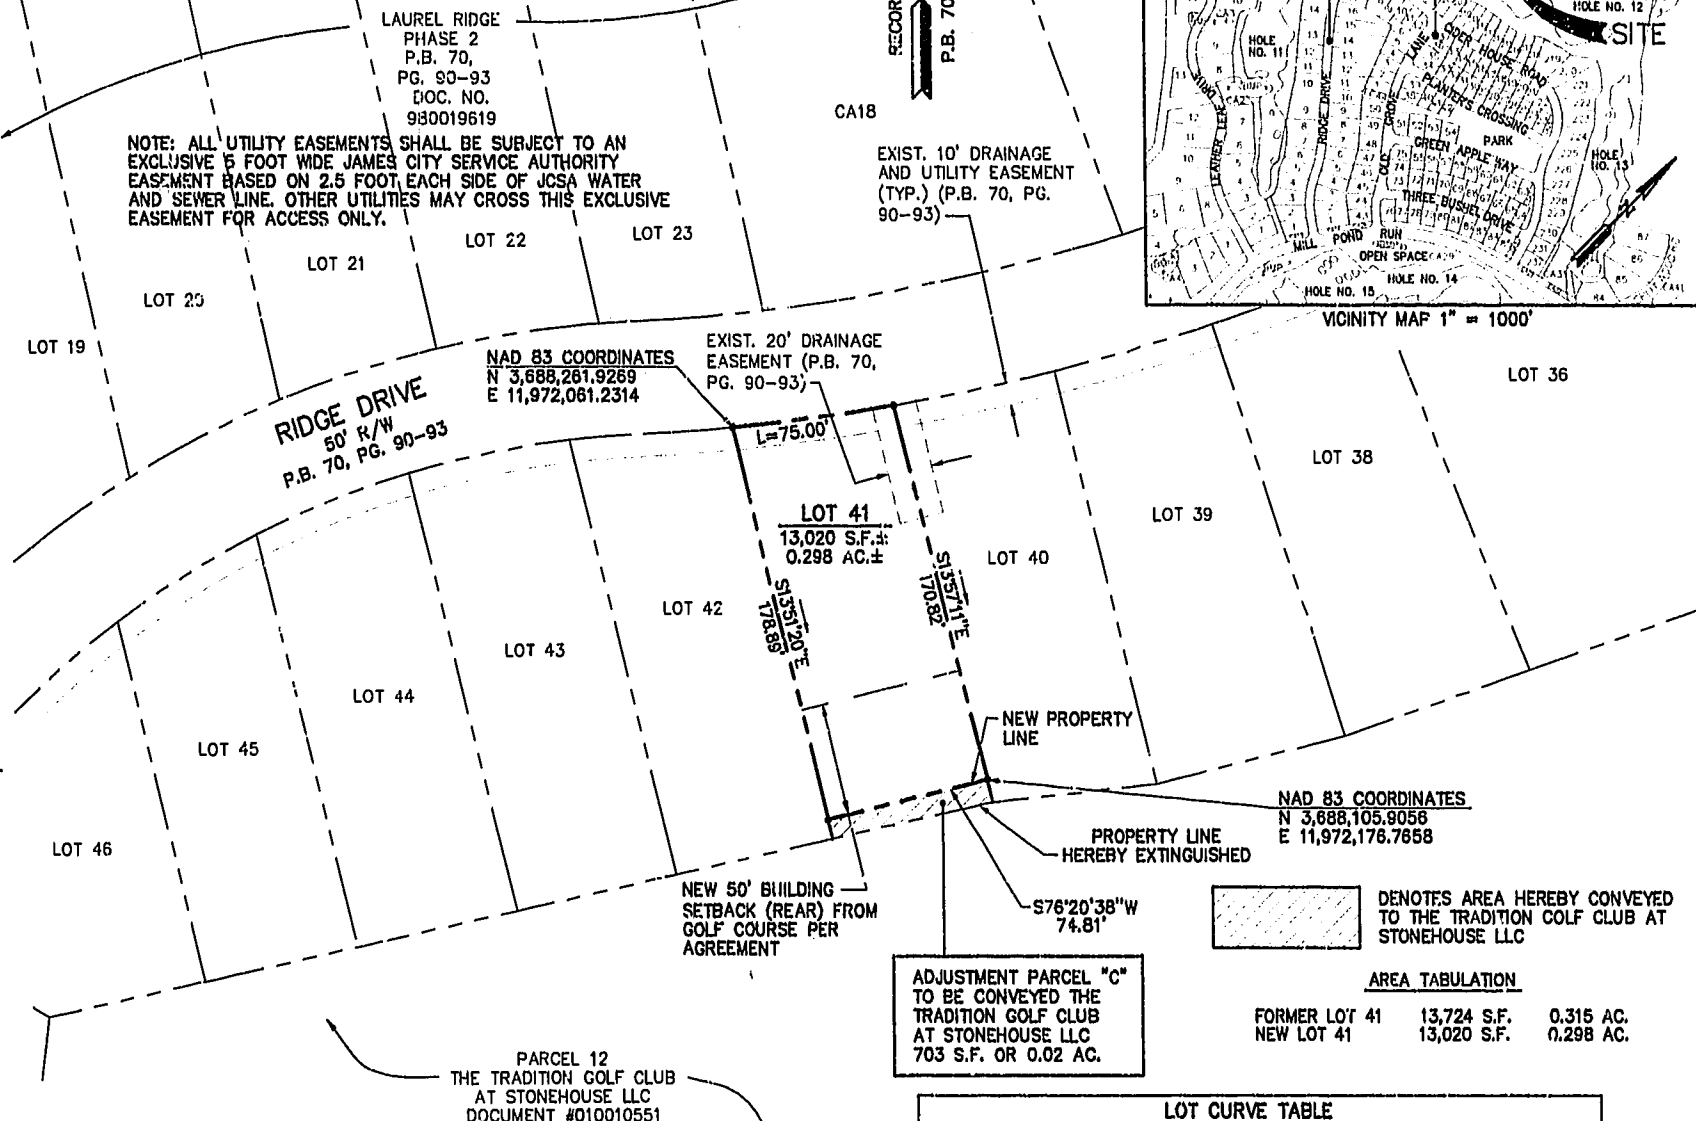 LAUREL RIDGE
PHASE 2
P.B. 70,
PG. 90-93
DOC. NO.
980019619
NOTE: ALL UTILITY EASEMENTS SHALL BE SUBJECT TO AN
EXCLUSIVE 5 FOOT WIDE JAMES CITY SERVICE AUTHORITY
EASEMENT BASED ON 2.5 FOOT EACH SIDE OF JCSA WATER
AND SEWER LINE. OTHER UTILITIES MAY CROSS THIS EXCLUSIVE
EASEMENT FOR ACCESS ONLY.
RECOR
P.B. 70
CA18
EXIST. 10' DRAINAGE
AND UTILITY EASEMENT
(TYP.) (P.B. 70, PG.
90-93)
HOLE NO. 12
SITE
HOLE
NO. 11
LEATHER LEAF DRIVE
RIDGE DRIVE
OLDE GROVE LANE
CIDER HOUSE ROAD
PLANTER'S CROSSING
PARK
GREEN APPLE WAY
HOLE
NO. 13
THREE BUSHEL DRIVE
MILL POND RUN
OPEN SPACE
HOLE NO. 14
HOLE NO. 15
N
VICINITY MAP 1" = 1000'
LOT 19
LOT 20
LOT 21
LOT 22
LOT 23
NAD 83 COORDINATES
N 3,688,261.9269
E 11,972,061.2314
EXIST. 20' DRAINAGE
EASEMENT (P.B. 70,
PG. 90-93)
RIDGE DRIVE
50' R/W
P.B. 70, PG. 90-93
L=75.00'
LOT 36
LOT 38
LOT 39
LOT 40
LOT 41
13,020 S.F.±
0.298 AC.±
S13°51'20"E
178.89'
S13°57'11"E
170.82'
LOT 42
LOT 43
LOT 44
LOT 45
LOT 46
NEW PROPERTY
LINE
NAD 83 COORDINATES
N 3,688,105.9056
E 11,972,176.7658
PROPERTY LINE
HEREBY EXTINGUISHED
NEW 50' BUILDING
SETBACK (REAR) FROM
GOLF COURSE PER
AGREEMENT
S76°20'38"W
74.81'
DENOTES AREA HEREBY CONVEYED
TO THE TRADITION GOLF CLUB AT
STONEHOUSE LLC
ADJUSTMENT PARCEL "C"
TO BE CONVEYED THE
TRADITION GOLF CLUB
AT STONEHOUSE LLC
703 S.F. OR 0.02 AC.
AREA TABULATION
FORMER LOT 41 13,724 S.F. 0.315 AC.
NEW LOT 41 13,020 S.F. 0.298 AC.
PARCEL 12
THE TRADITION GOLF CLUB
AT STONEHOUSE LLC
DOCUMENT #010010551
LOT CURVE TABLE